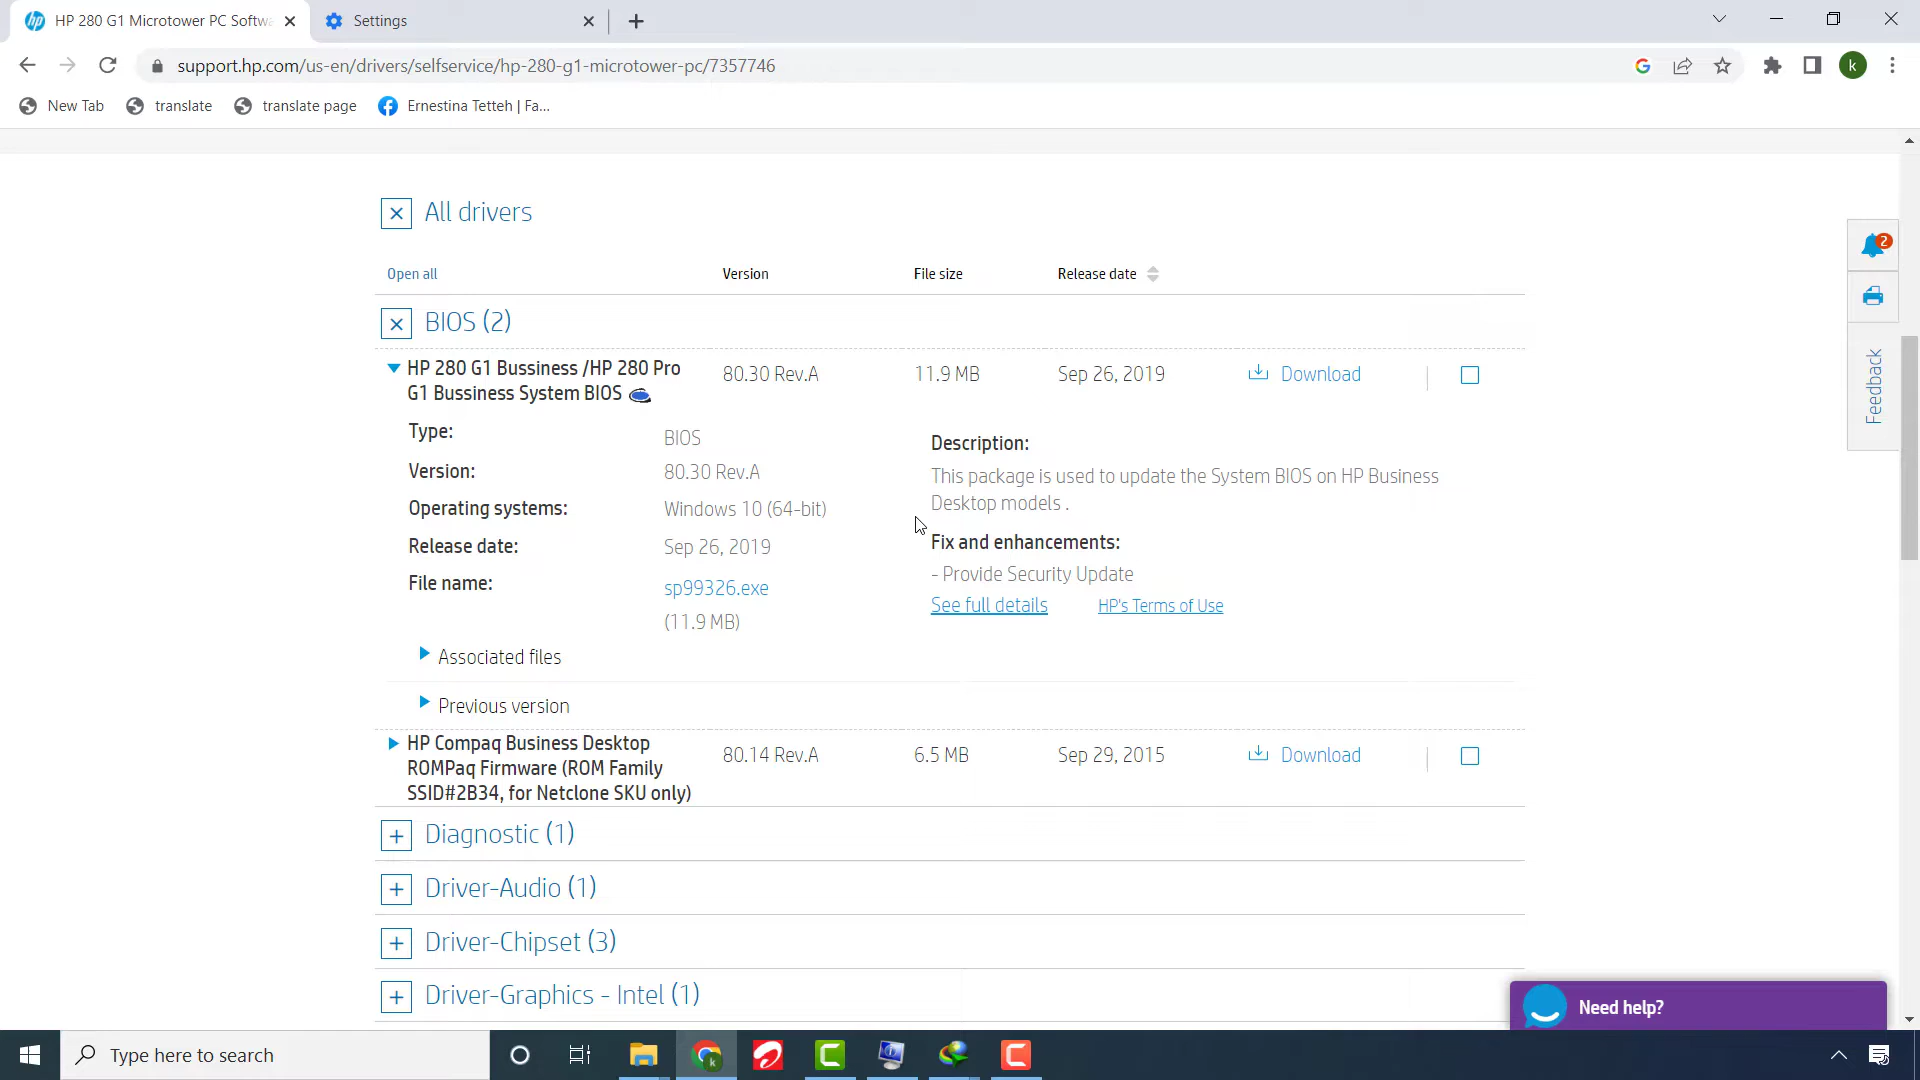 HP 280 G1 Microtower PC Softwa
Settings
support.hp.com/us-en/drivers/selfservice/hp-280-g1-microtower-pc/7357746
k
New Tab
translate
translate page
Ernestina Tetteh | Fa...
All drivers
Open all
Version
File size
Release date
BIOS (2)
HP 280 G1 Bussiness /HP 280 Pro
G1 Bussiness System BIOS
80.30 Rev.A
11.9 MB
Sep 26, 2019
Download
Type:
BIOS
Version:
80.30 Rev.A
Operating systems:
Windows 10 (64-bit)
Release date:
Sep 26, 2019
File name:
sp99326.exe
(11.9 MB)
Description:
This package is used to update the System BIOS on HP Business
Desktop models .
Fix and enhancements:
- Provide Security Update
See full details
HP's Terms of Use
Associated files
Previous version
HP Compaq Business Desktop
ROMPaq Firmware (ROM Family
SSID#2B34, for Netclone SKU only)
80.14 Rev.A
6.5 MB
Sep 29, 2015
Download
Diagnostic (1)
Driver-Audio (1)
Driver-Chipset (3)
Driver-Graphics - Intel (1)
2
Feedback
Need help?
Type here to search